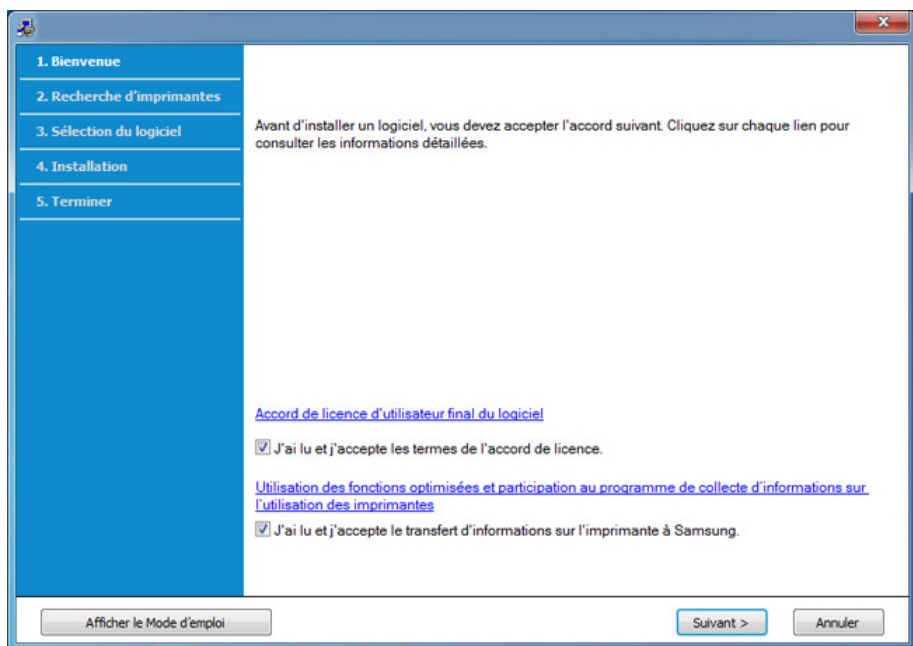 1. Bienvenue
2. Recherche d'imprimantes
3. Sélection du logiciel
4. Installation
5. Terminer
Avant d'installer un logiciel, vous devez accepter l'accord suivant. Cliquez sur chaque lien pour
consulter les informations détaillées.
Accord de licence d'utilisateur final du logiciel
J'ai lu et j'accepte les termes de l'accord de licence.
Utilisation des fonctions optimisées et participation au programme de collecte d'informations sur
l'utilisation des imprimantes
J'ai lu et j'accepte le transfert d'informations sur l'imprimante à Samsung.
Afficher le Mode d'emploi
Suivant >
Annuler